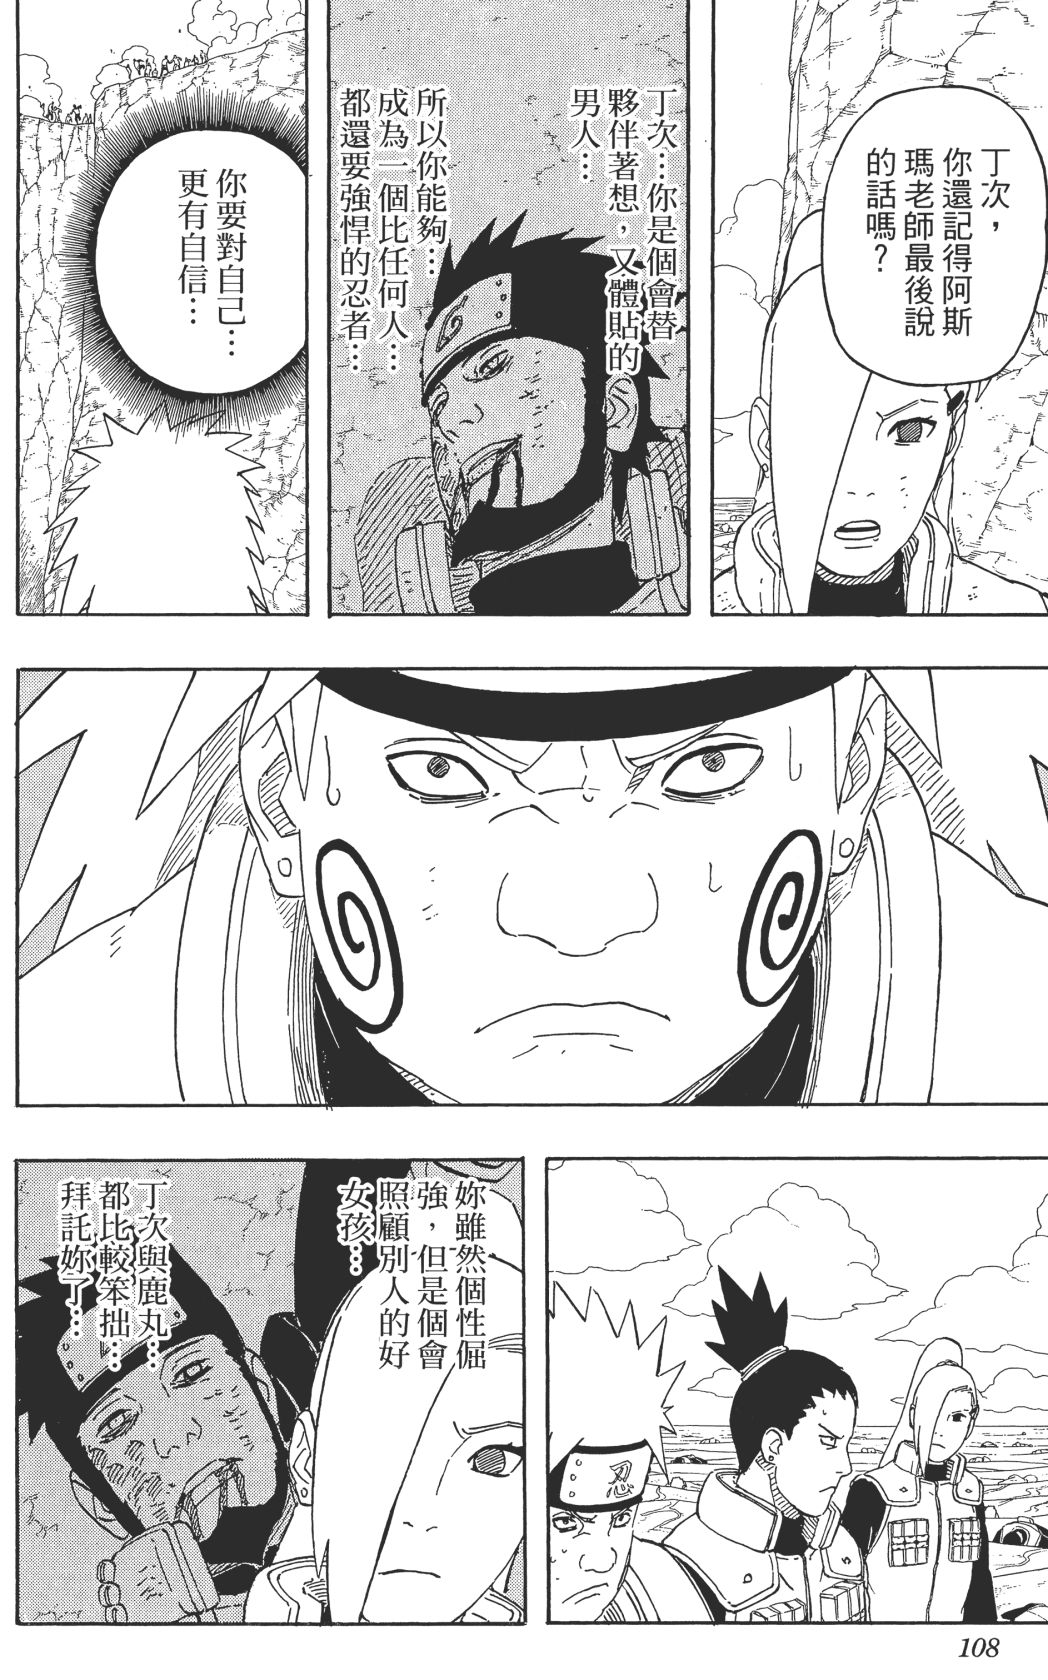 丁次，
你還記得阿斯
瑪老師最後說
的話嗎？
丁次…你是個會替
夥伴著想，又體貼的
男人…
所以你能夠…
成為一個比任何人…
都還要強悍的忍者…
你要對自己…
更有自信…
忍
妳雖然個性倔
強，但是個會
照顧別人的好
女孩…
丁次與鹿丸…
都比較笨拙…
拜託妳了…
108